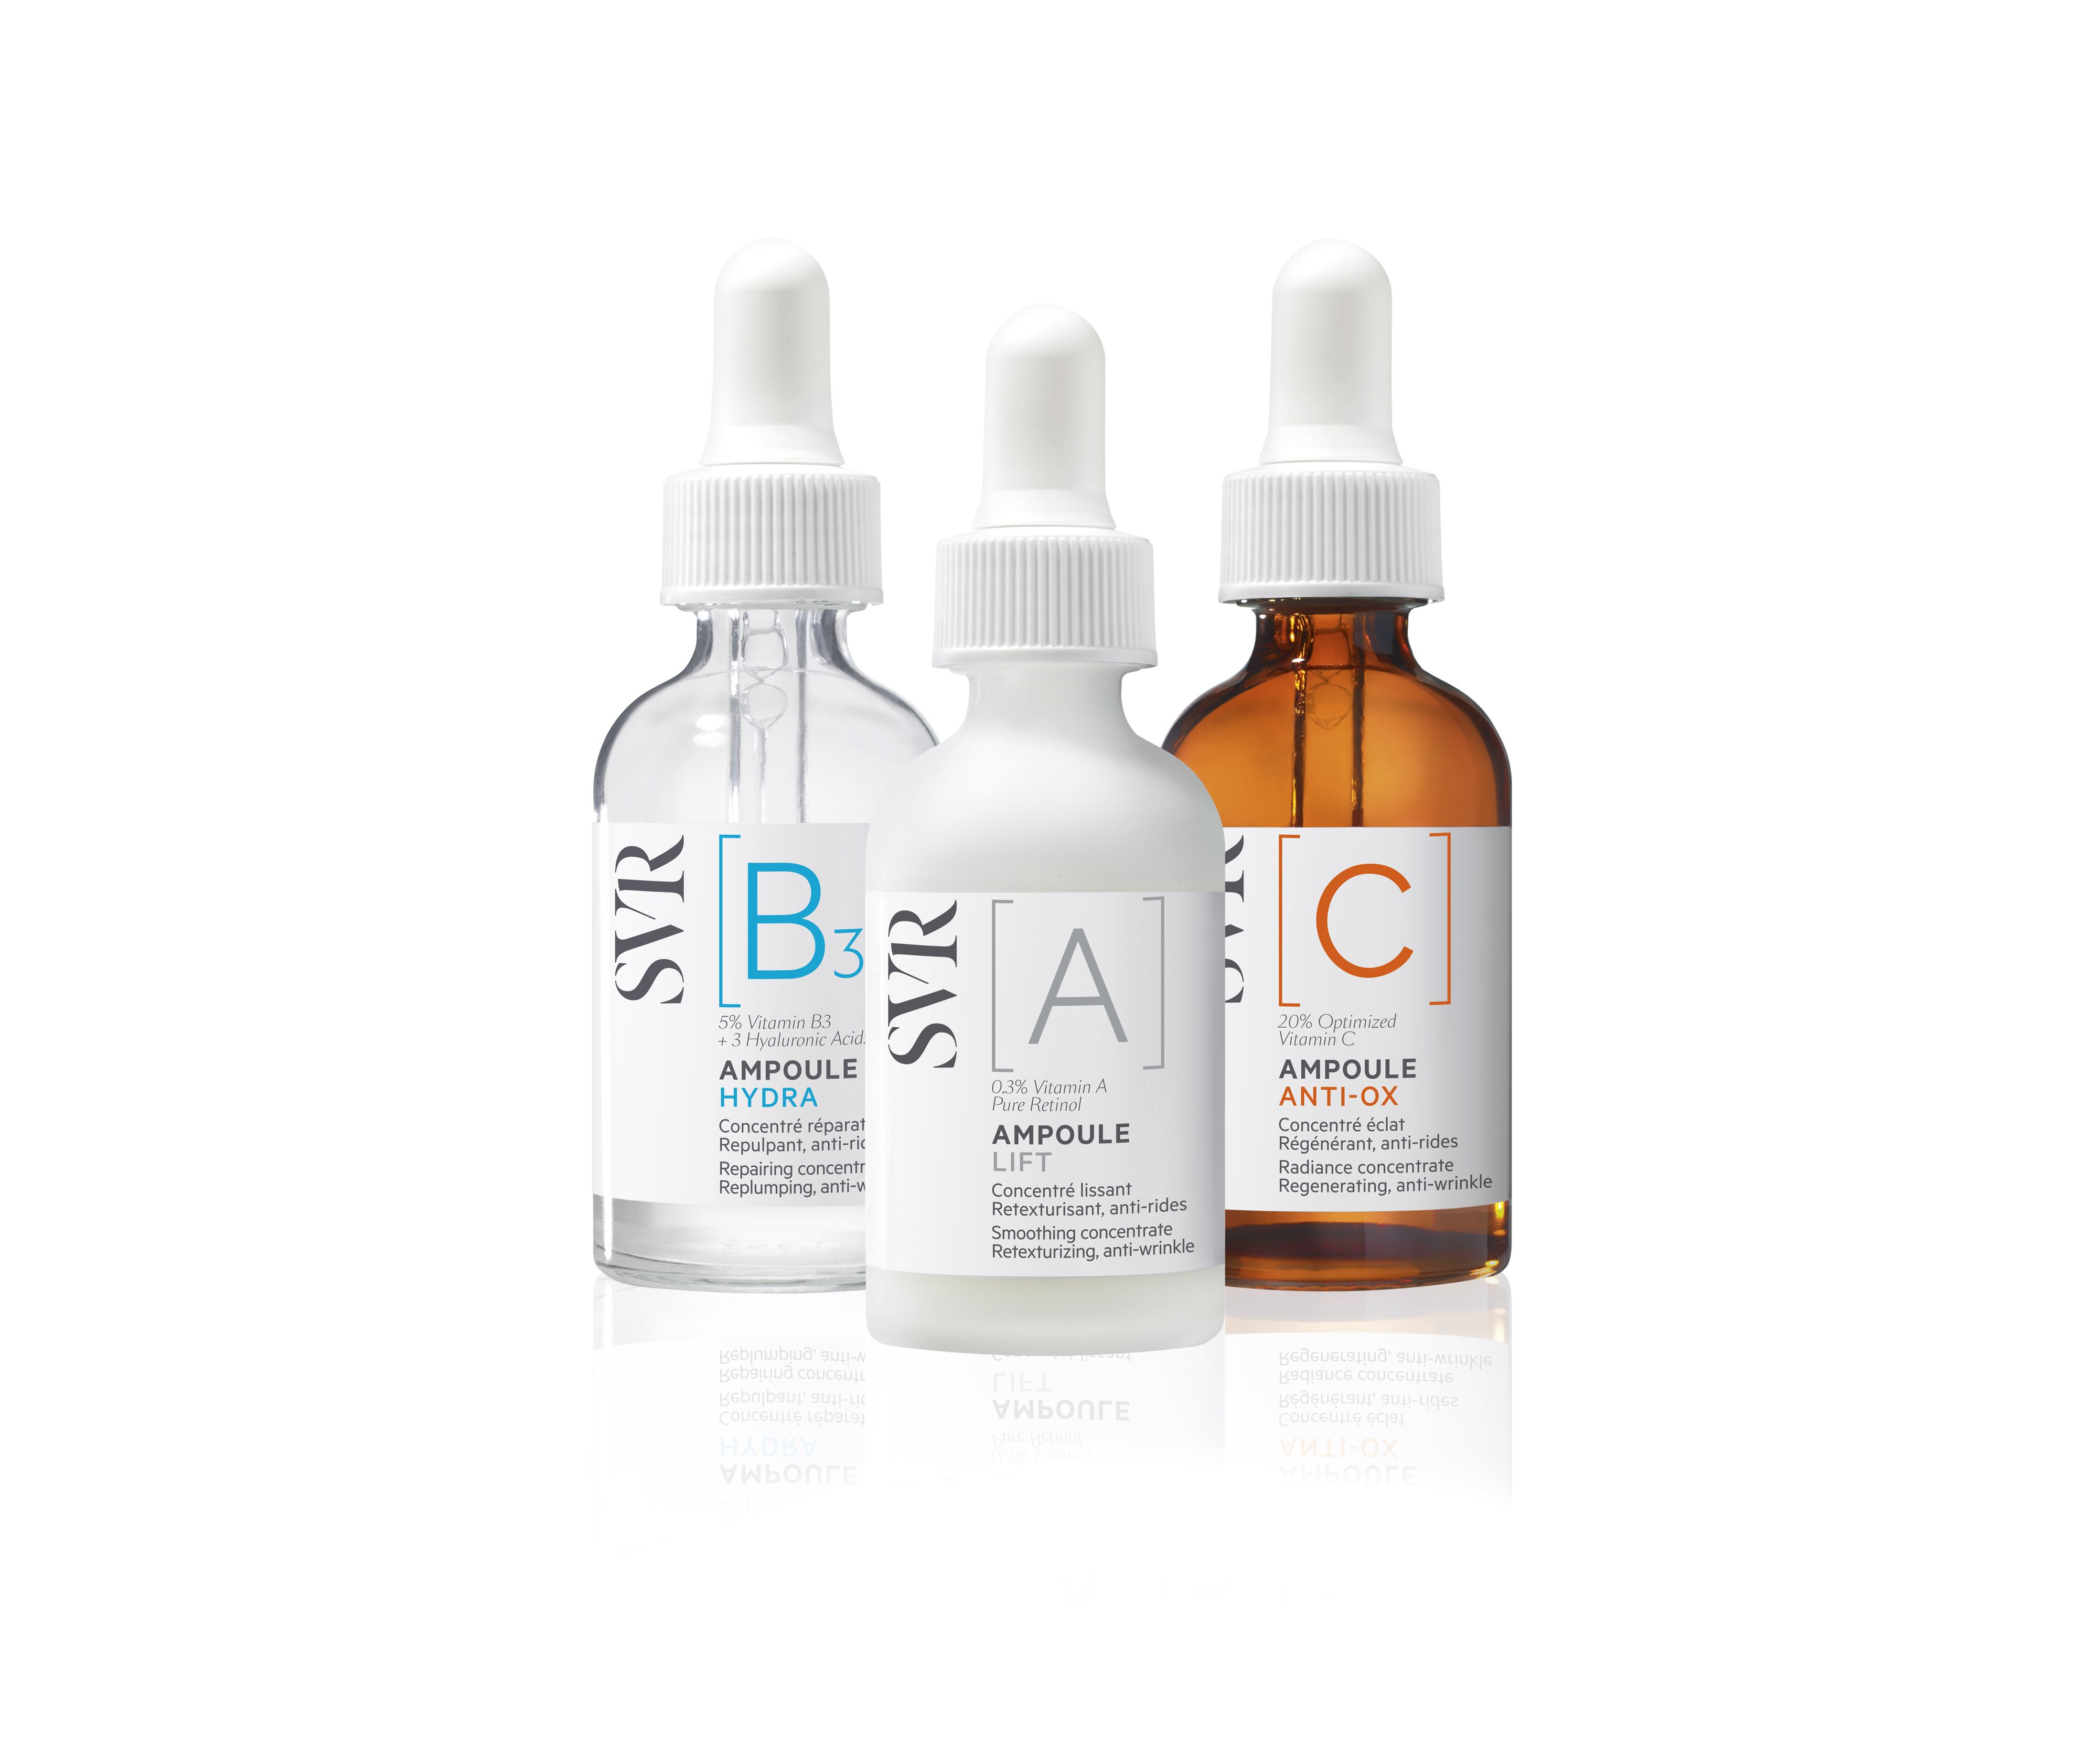 SVR
[B3
5% Vitamin B3
+ 3 Hyaluronic Acid
AMPOULE
HYDRA
Concentré
Repulpant,
Repairing
Replumping,
SVR
[A]
0.3% Vitamin A
Pure Retinol
AMPOULE
LIFT
Concentré lissant
Retexturisant, anti-rides
Smoothing concentrate
Retexturizing, anti-wrinkle
SVR
[C]
20% Optimized
Vitamin C
AMPOULE
ANTI-OX
Concentré éclat
Régénérant, anti-rides
Radiance concentrate
Regenerating, anti-wrinkle